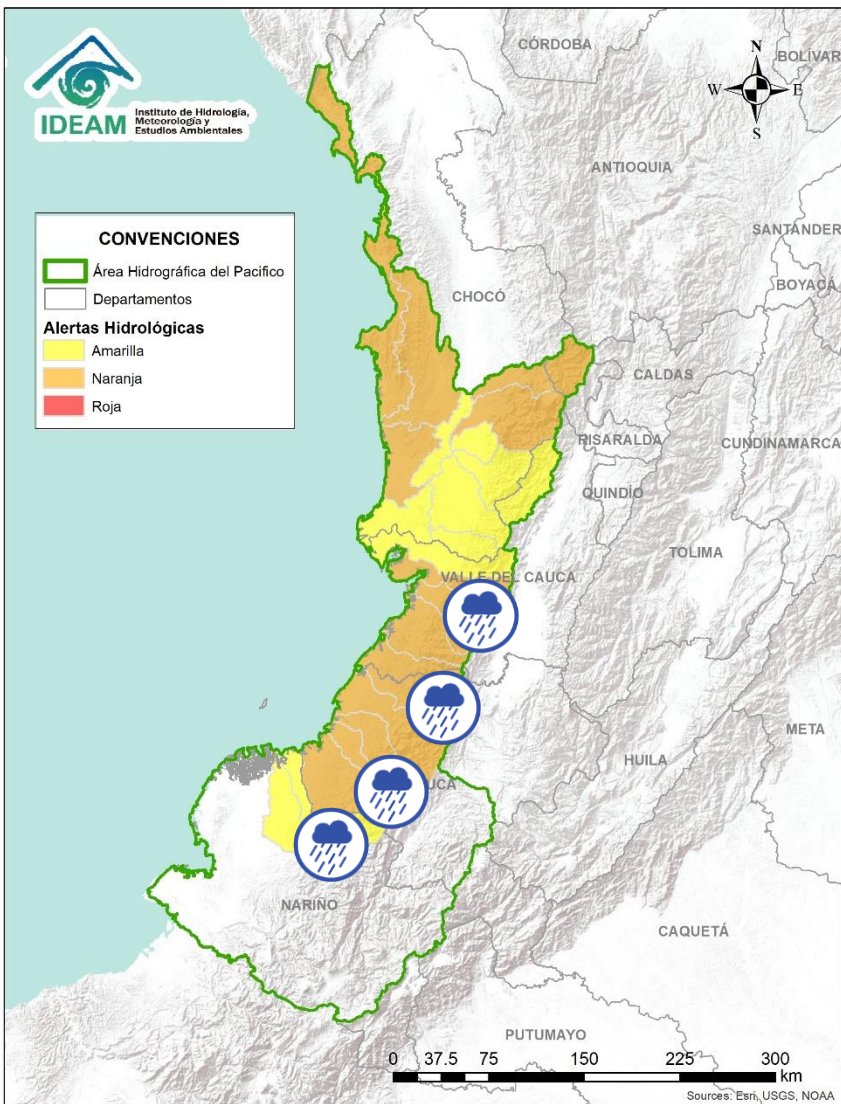 IDEAM
Instituto de Hidrología,
Meteorología y
Estudios Ambientales
CÓRDOBA
BOLÍVAR
N
W
E
S
ANTIOQUIA
SANTANDER
BOYACÁ
CONVENCIONES
Área Hidrográfica del Pacifico
Departamentos
Alertas Hidrológicas
Amarilla
Naranja
Roja
CHOCÓ
CALDAS
RISARALDA
CUNDINAMARCA
QUINDÍO
TOLIMA
VALLE DEL CAUCA
META
HUILA
UCA
NARIÑO
CAQUETÁ
PUTUMAYO
0 37.5 75 150 225 300
km
Sources: Esri, USGS, NOAA